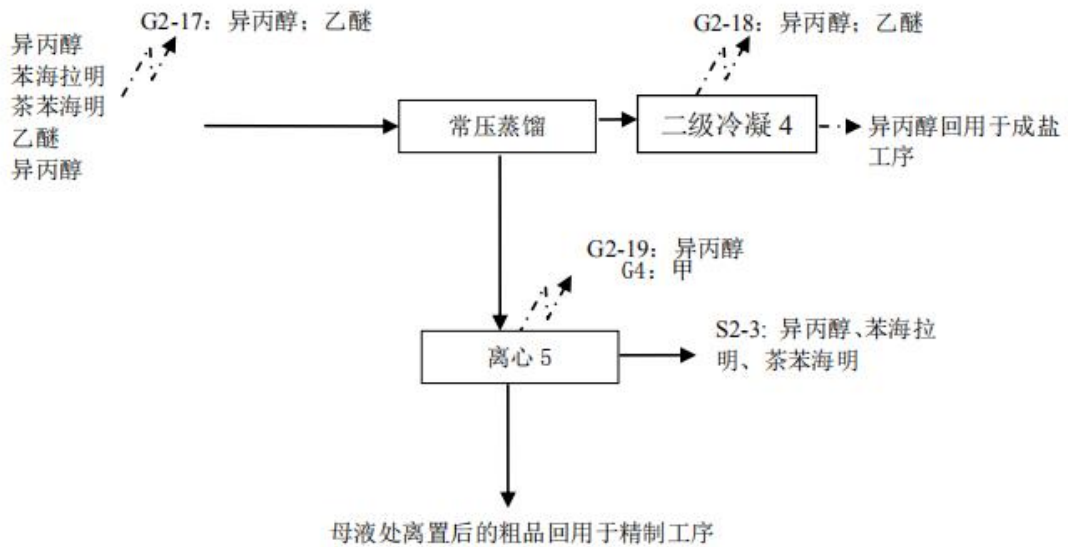 G2-17：异丙醇；乙醚
异丙醇
苯海拉明
茶苯海明
乙醚
异丙醇
常压蒸馏
G2-18：异丙醇；乙醚
二级冷凝 4
异丙醇回用于成盐
工序
G2-19：异丙醇
G4：甲
离心 5
S2-3: 异丙醇、苯海拉
明、茶苯海明
母液处离置后的粗品回用于精制工序